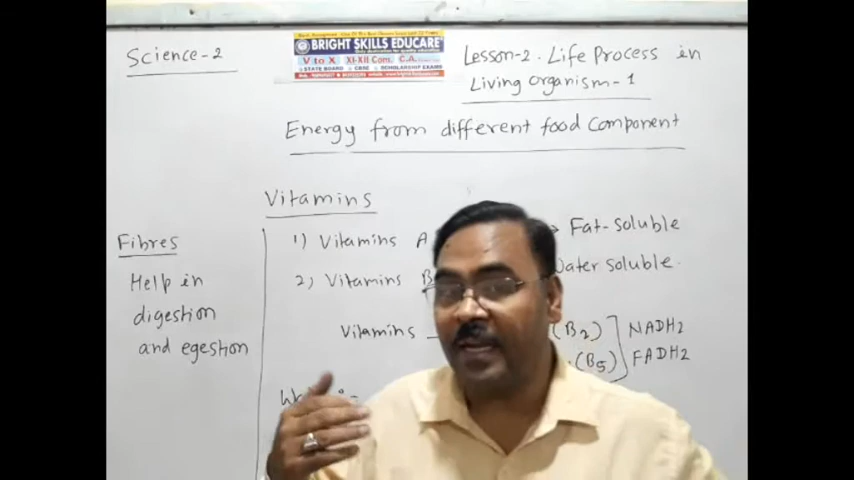 Science-2
BRIGHT SKILLS EDUCARE
V to X XI-XII Com. C.A.
STATE BOARD CBSE SCHOLARSHIP EXAMS
Lesson-2. Life Process in
Living Organism-1
Energy from different food Component
Vitamins
Fibres
Help in
digestion
and egestion
1) Vitamins A
Fat-Soluble
2) Vitamins B
Water Soluble.
Vitamins
(B2)
NADH2
(B5)
FADH2